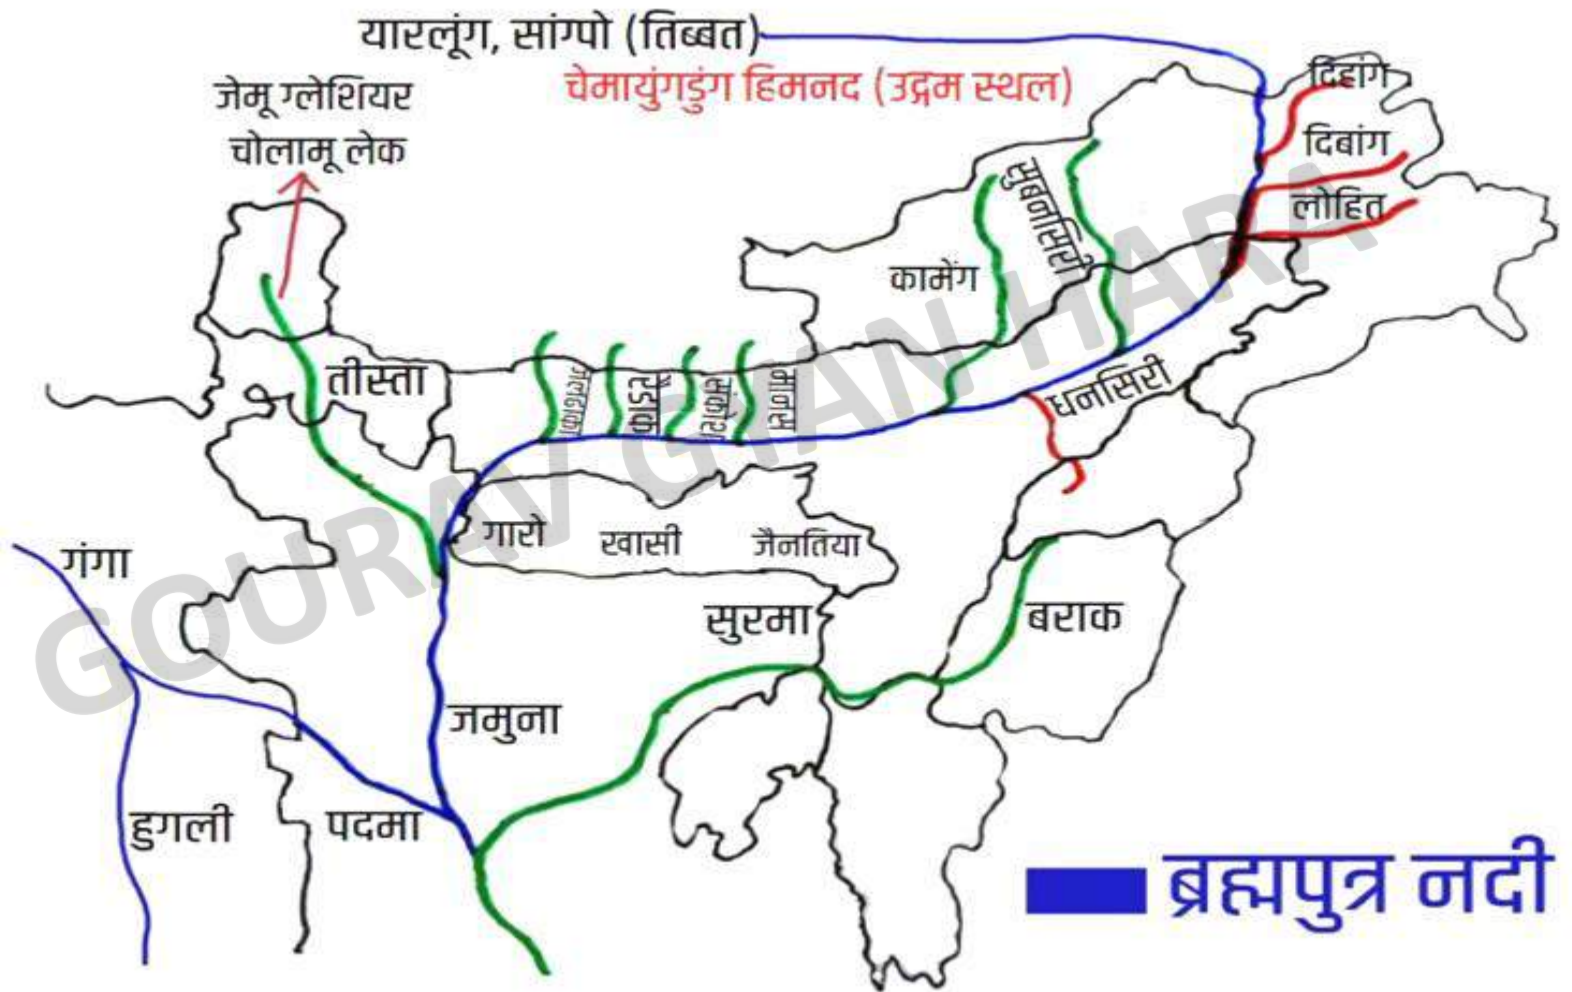 यारलूंग, सांग्पो (तिब्बत)
चेमायुंगडुंग हिमनद (उद्गम स्थल)
जेमू ग्लेशियर
चोलामू लेक
दिहांग
दिबांग
लोहित
सुबनसिरी
कामेंग
तीस्ता
रैडाक
संकोश
मानस
धनसिरी
गारो खासी जैनतिया
गंगा
सुरमा
बराक
जमुना
हुगली
पदमा
ब्रह्मपुत्र नदी
GOURAV GYAN HARA